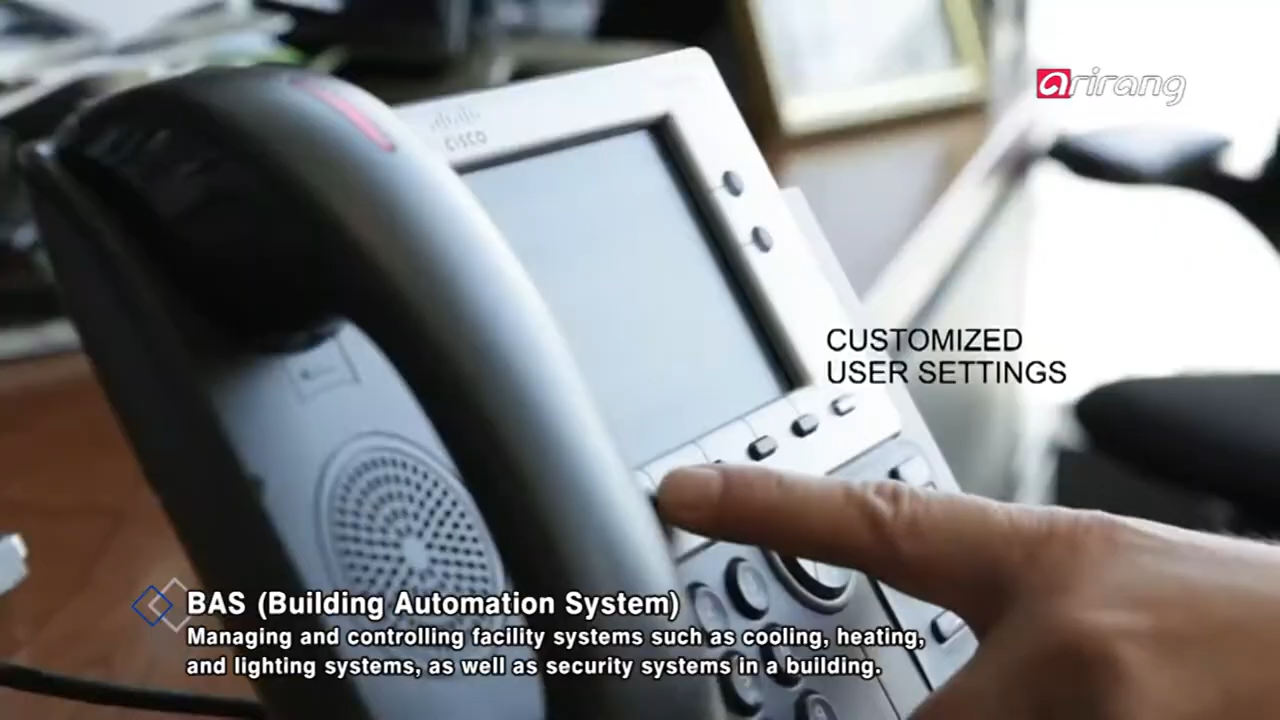 arirang
CISCO
CUSTOMIZED
USER SETTINGS
BAS (Building Automation System)
Managing and controlling facility systems such as cooling, heating,
and lighting systems, as well as security systems in a building.